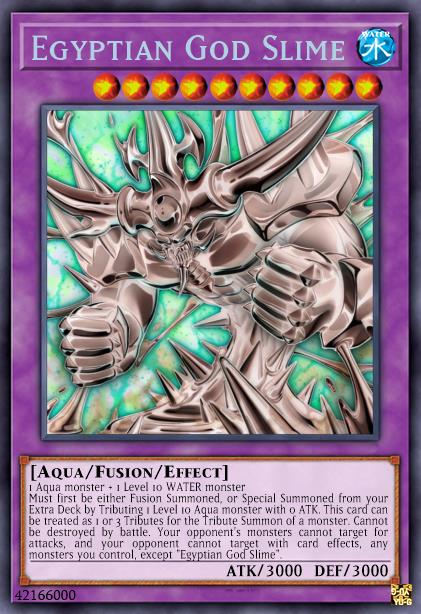 EGYPTIAN GOD SLIME
WATER
水
[AQUA/FUSION/EFFECT]
1 Aqua monster + 1 Level 10 WATER monster
Must first be either Fusion Summoned, or Special Summoned from your
Extra Deck by Tributing 1 Level 10 Aqua monster with 0 ATK. This card can
be treated as 1 or 3 Tributes for the Tribute Summon of a monster. Cannot
be destroyed by battle. Your opponent's monsters cannot target for
attacks, and your opponent cannot target with card effects, any
monsters you control, except "Egyptian God Slime".
ATK/3000 DEF/3000
42166000